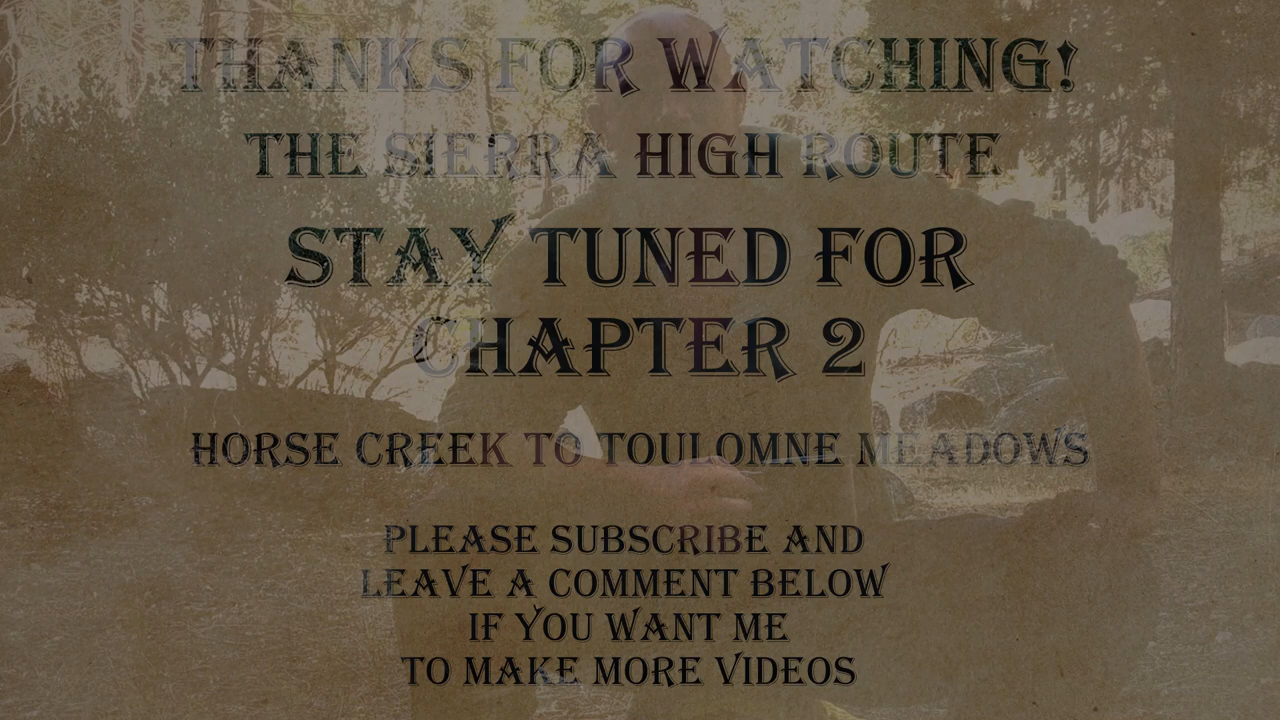 THANKS FOR WATCHING!
THE SIERRA HIGH ROUTE
STAY TUNED FOR
CHAPTER 2
HORSE CREEK TO TOULOMNE MEADOWS
PLEASE SUBSCRIBE AND
LEAVE A COMMENT BELOW
IF YOU WANT ME
TO MAKE MORE VIDEOS